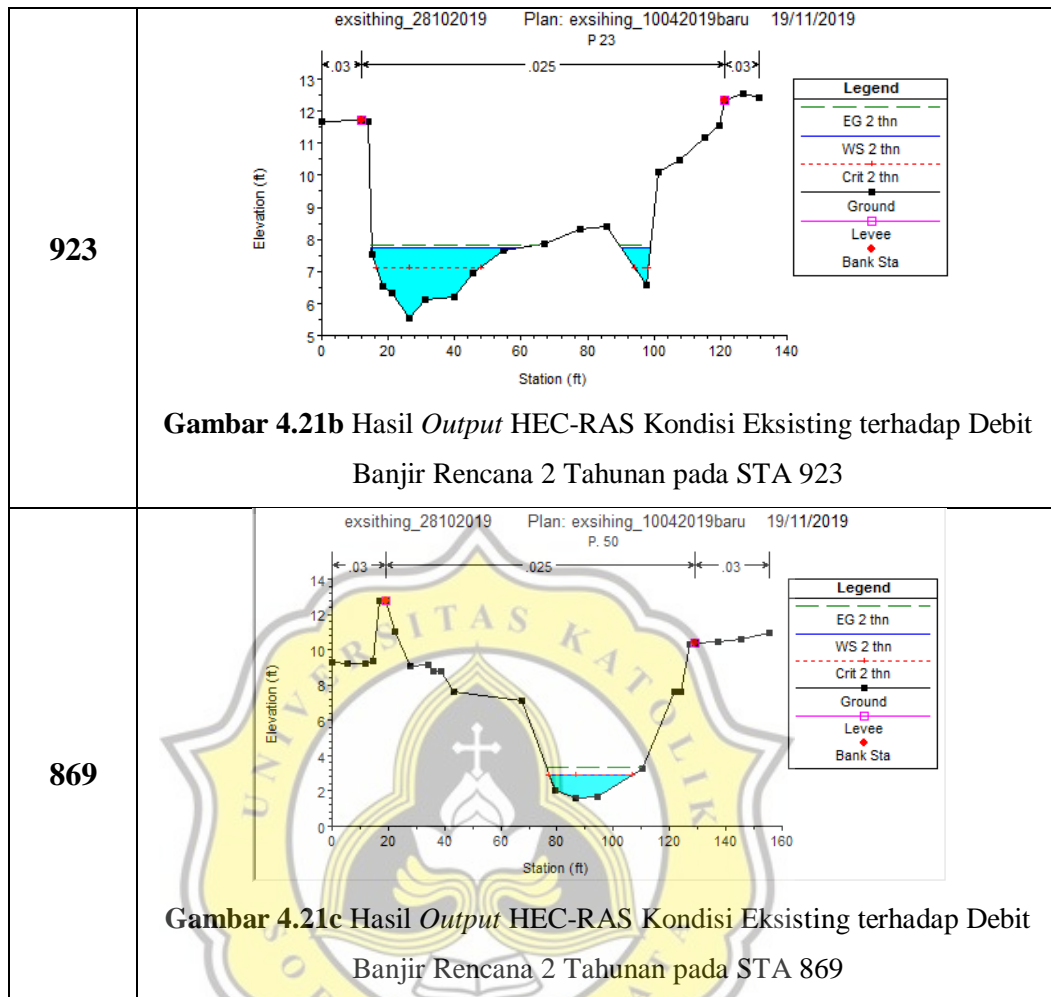 923
exsithing_28102019 Plan: exsihing_10042019baru 19/11/2019
P 23
.03 .025 .03
Elevation (ft)
13
12
11
10
9
8
7
6
5
0 20 40 60 80 100 120 140
Station (ft)
Legend
EG 2 thn
WS 2 thn
Crit 2 thn
Ground
Levee
Bank Sta
Gambar 4.21b Hasil Output HEC-RAS Kondisi Eksisting terhadap Debit
Banjir Rencana 2 Tahunan pada STA 923
869
exsithing_28102019 Plan: exsihing_10042019baru 19/11/2019
P. 50
.03 .025 .03
Elevation (ft)
14
12
10
8
6
4
2
0
0 20 40 60 80 100 120 140 160
Station (ft)
Legend
EG 2 thn
WS 2 thn
Crit 2 thn
Ground
Levee
Bank Sta
UNIVERSITAS KATOLIK
Gambar 4.21c Hasil Output HEC-RAS Kondisi Eksisting terhadap Debit
Banjir Rencana 2 Tahunan pada STA 869